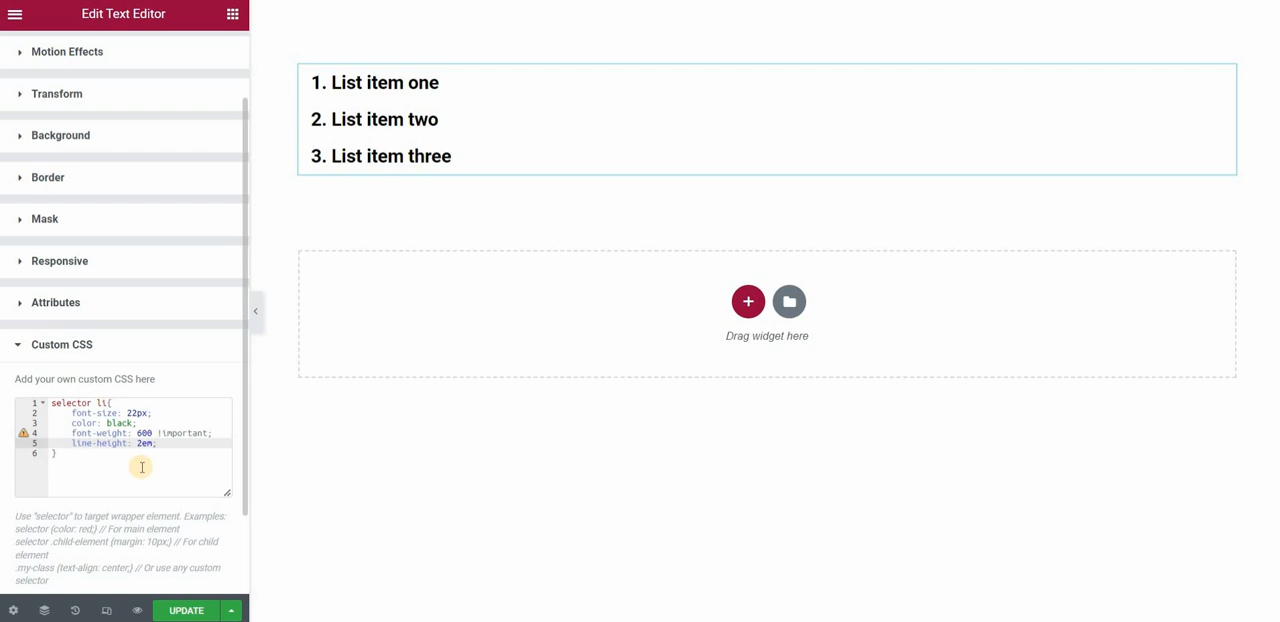 Edit Text Editor
Motion Effects
Transform
Background
Border
Mask
Responsive
Attributes
Custom CSS
Add your own custom CSS here
1 selector li{
2 font-size: 22px;
3 color: black;
4 font-weight: 600 !important;
5 line-height: 2em;
6 }
Use "selector" to target wrapper element. Examples:
selector {color: red;} // For main element
selector .child-element {margin: 10px;} // For child
element
.my-class {text-align: center;} // Or use any custom
selector
UPDATE
1. List item one
2. List item two
3. List item three
+
Drag widget here